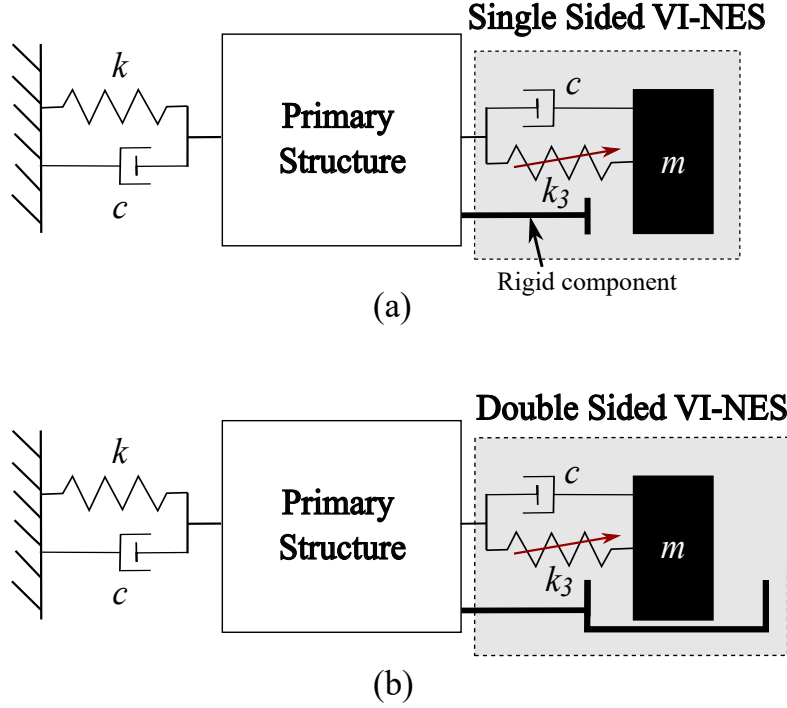 Single Sided VI-NES
k
c
Primary
Structure
c
k3
m
Rigid component
(a)
Double Sided VI-NES
k
c
Primary
Structure
c
k3
m
(b)